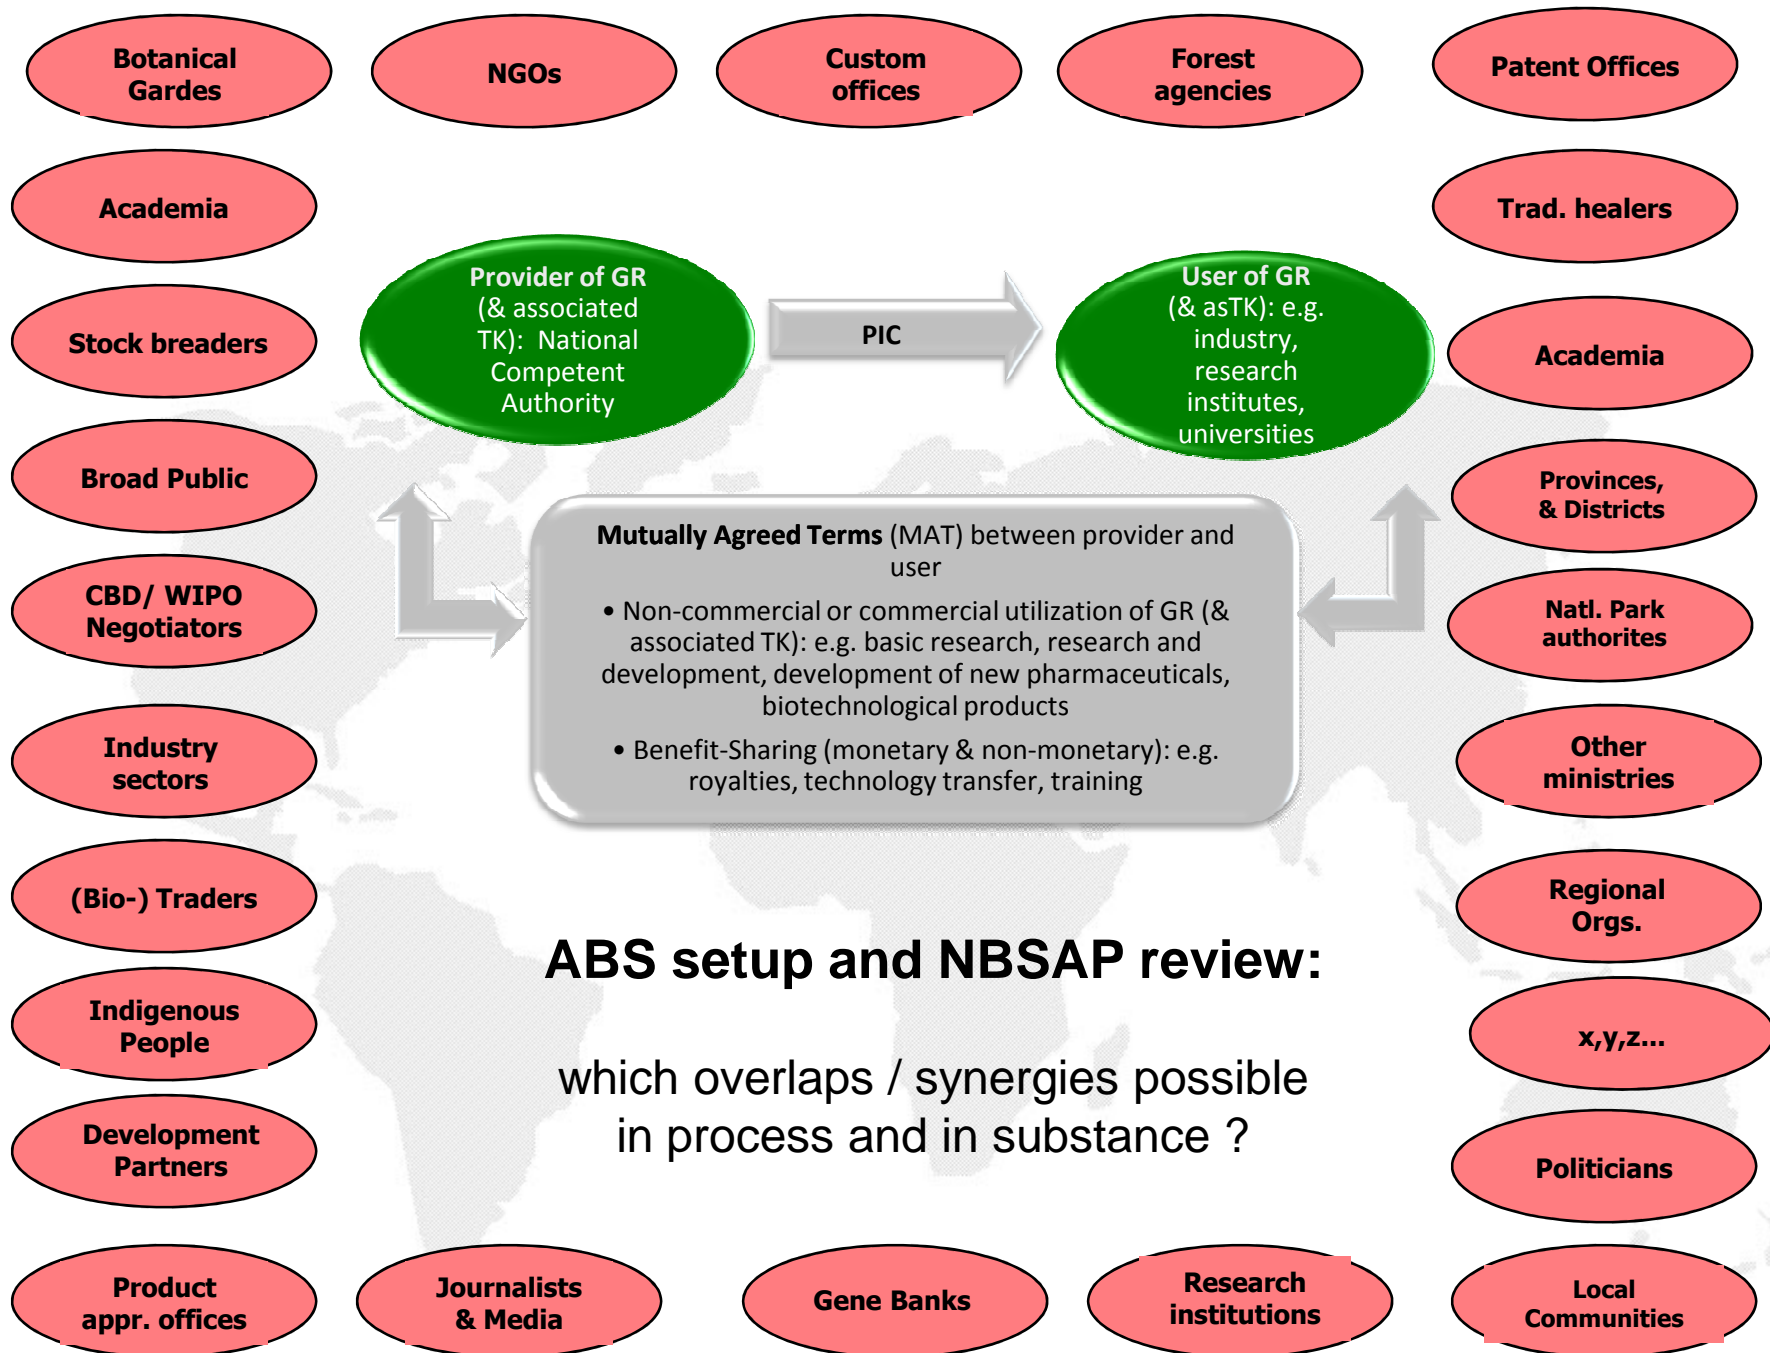 Botanical
Gardes
NGOs
Custom
offices
Forest
agencies
Patent Offices
Academia
Trad. healers
Provider of GR
(& associated
TK): National
Competent
Authority
PIC
User of GR
(& asTK): e.g.
industry,
research
institutes,
universities
Stock breaders
Academia
Broad Public
Provinces,
& Districts
Mutually Agreed Terms (MAT) between provider and
user
• Non-commercial or commercial utilization of GR (&
associated TK): e.g. basic research, research and
development, development of new pharmaceuticals,
biotechnological products
• Benefit-Sharing (monetary & non-monetary): e.g.
royalties, technology transfer, training
CBD/ WIPO
Negotiators
Natl. Park
authorites
Industry
sectors
Other
ministries
(Bio-) Traders
Regional
Orgs.
ABS setup and NBSAP review:
which overlaps / synergies possible
in process and in substance ?
Indigenous
People
x,y,z...
Development
Partners
Politicians
Product
appr. offices
Journalists
& Media
Gene Banks
Research
institutions
Local
Communities